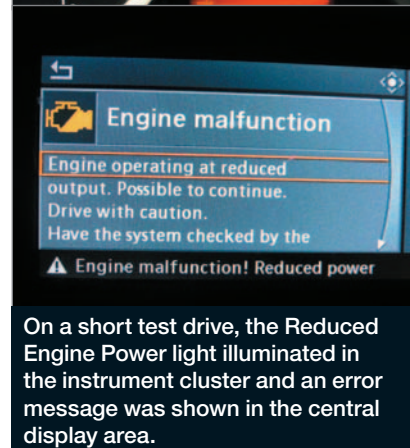 Engine malfunction
Engine operating at reduced
output. Possible to continue.
Drive with caution.
Have the system checked by the
Engine malfunction! Reduced power
On a short test drive, the Reduced
Engine Power light illuminated in
the instrument cluster and an error
message was shown in the central
display area.